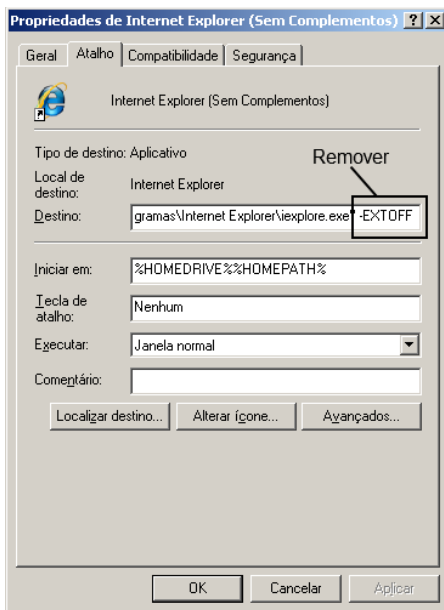 Propriedades de Internet Explorer (Sem Complementos)
Geral Atalho Compatibilidade Segurança
Internet Explorer (Sem Complementos)
Tipo de destino: Aplicativo
Remover
Local de destino: Internet Explorer
Destino: gramas\Internet Explorer\iexplore.exe" -EXTOFF
Iniciar em: %HOMEDRIVE%%HOMEPATH%
Tecla de atalho: Nenhum
Executar: Janela normal
Comentário:
Localizar destino... Alterar ícone... Avançados...
OK Cancelar Aplicar